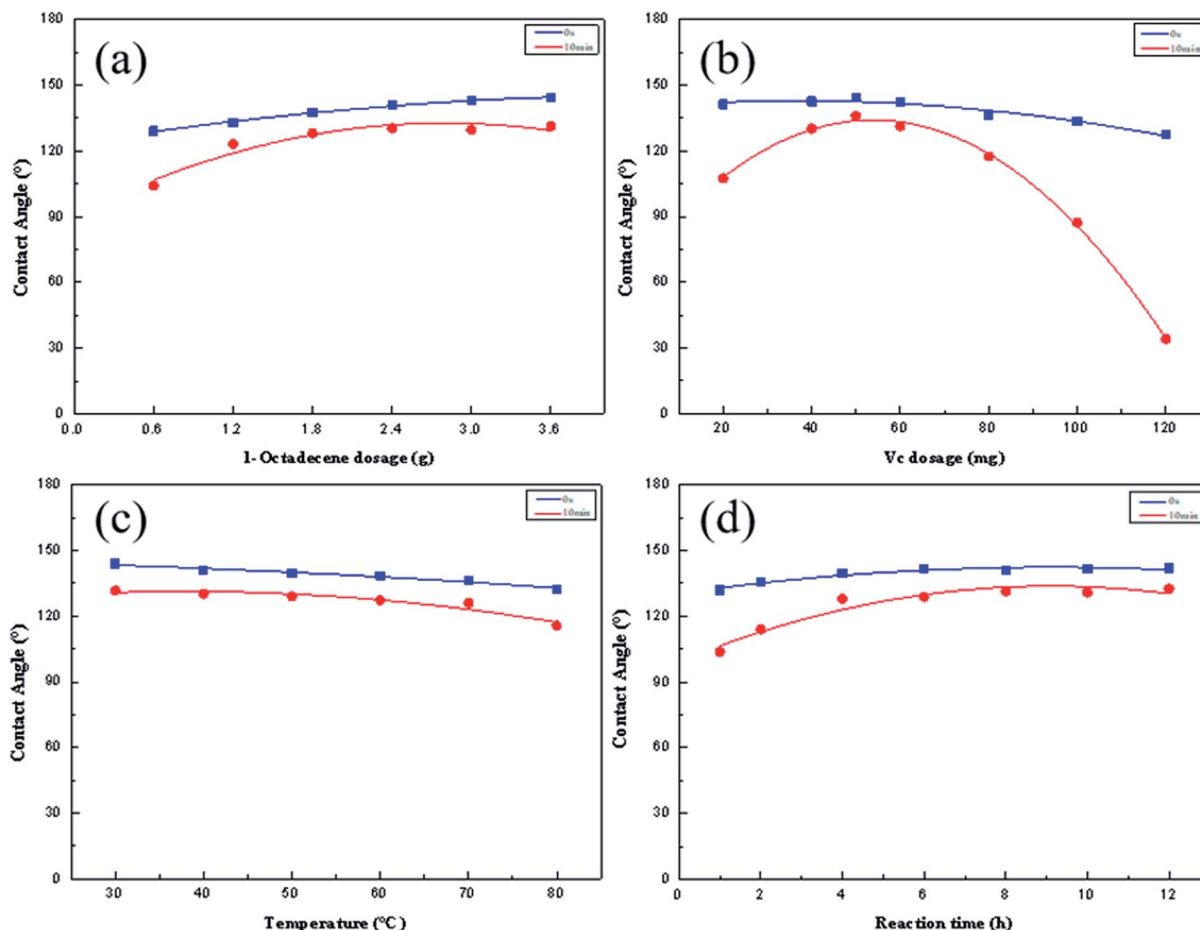 (a)
0s
10min
Contact Angle (°)
180
150
120
90
60
30
0
0.0 0.6 1.2 1.8 2.4 3.0 3.6
1- Octadecene dosage (g)
(b)
0s
10min
Contact Angle (°)
180
150
120
90
60
30
0
20 40 60 80 100 120
Vc dosage (mg)
(c)
0s
10min
Contact Angle (°)
180
150
120
90
60
30
0
30 40 50 60 70 80
Temperature (°C)
(d)
0s
10min
Contact Angle (°)
180
150
120
90
60
30
0
0 2 4 6 8 10 12
Reaction time (h)